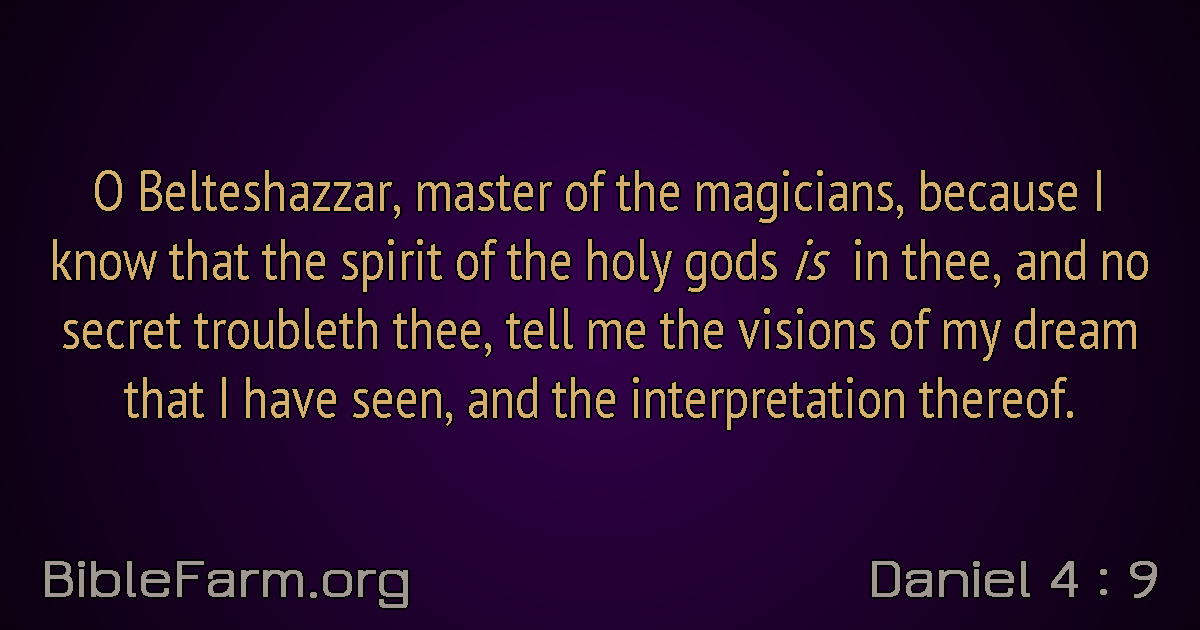 O Belteshazzar, master of the magicians, because I
know that the spirit of the holy gods is in thee, and no
secret troubleth thee, tell me the visions of my dream
that I have seen, and the interpretation thereof.
BibleFarm.org
Daniel 4 : 9